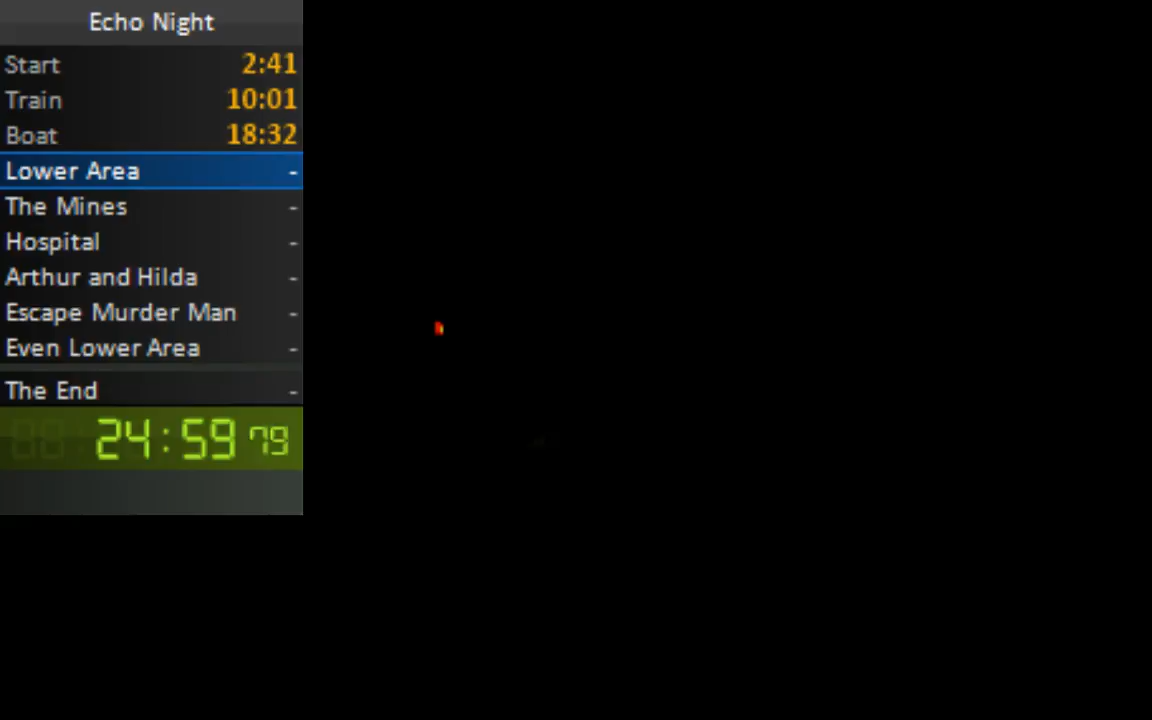 Echo Night
Start 2:41
Train 10:01
Boat 18:32
Lower Area -
The Mines -
Hospital -
Arthur and Hilda -
Escape Murder Man -
Even Lower Area -
The End -
24:59 79